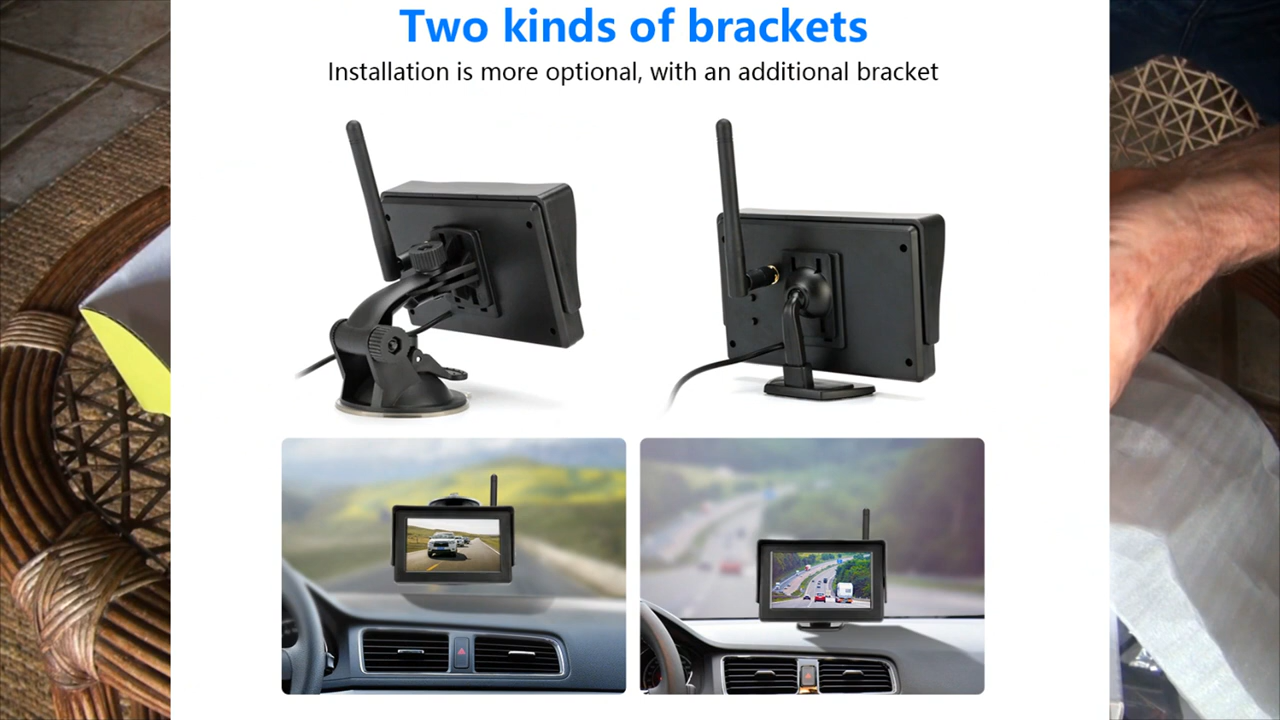 Two kinds of brackets
Installation is more optional, with an additional bracket